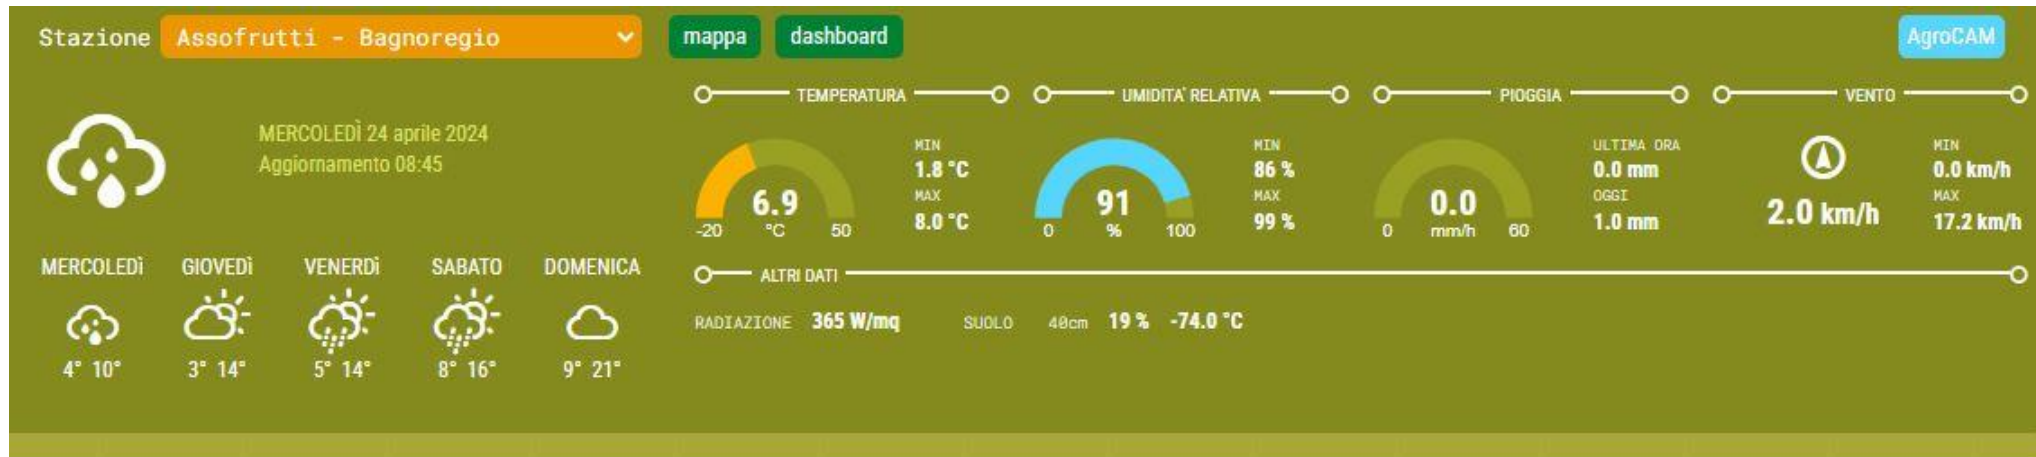 Stazione Assofrutti - Bagnoregio mappa dashboard AgroCAM
MERCOLEDÌ 24 aprile 2024
Aggiornamento 08:45
MERCOLEDÌ GIOVEDÌ VENERDÌ SABATO DOMENICA
4° 10° 3° 14° 5° 14° 8° 16° 9° 21°
TEMPERATURA
6.9
-20 °C 50
MIN
1.8 °C
MAX
8.0 °C
UMIDITA' RELATIVA
91
0 % 100
MIN
86 %
MAX
99 %
PIOGGIA
0.0
0 mm/h 60
ULTIMA ORA
0.0 mm
OGGI
1.0 mm
VENTO
2.0 km/h
MIN
0.0 km/h
MAX
17.2 km/h
ALTRI DATI
RADIAZIONE 365 W/mq SUOLO 40cm 19 % -74.0 °C